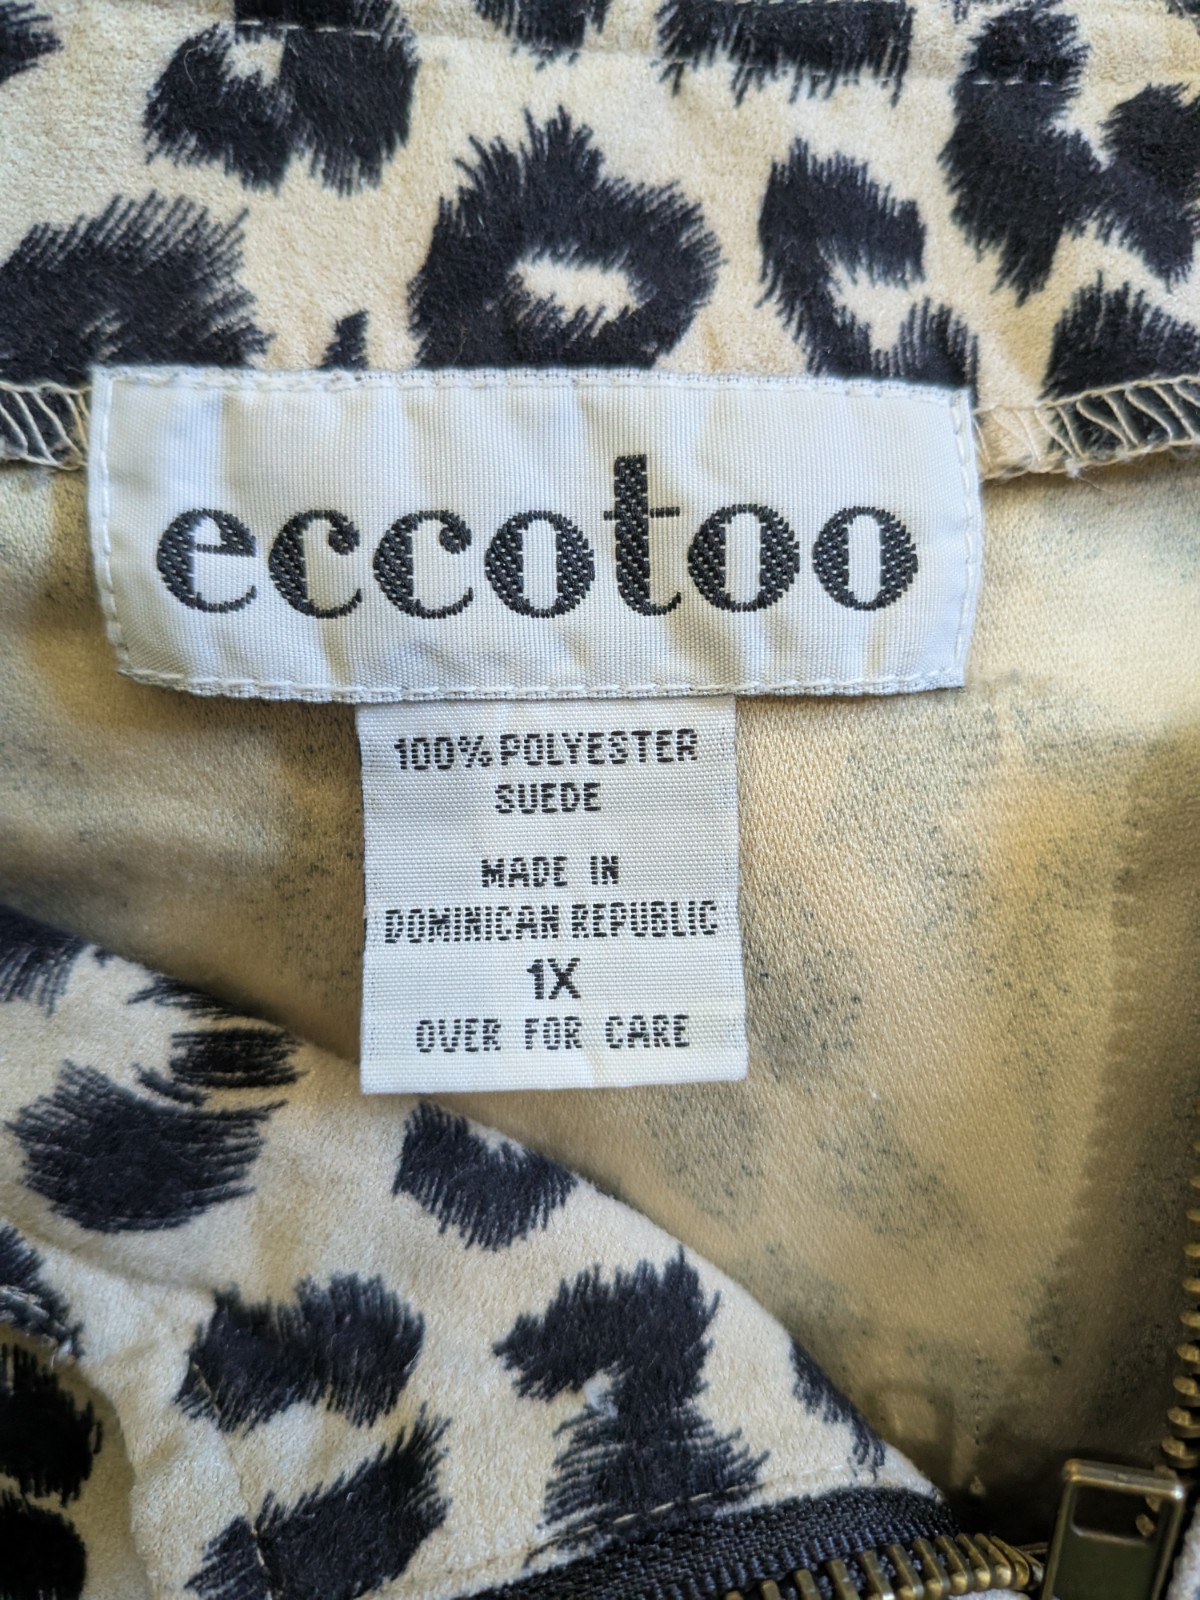 eccotoo
100% POLYESTER
SUEDE
MADE IN
DOMINICAN REPUBLIC
1X
OVER FOR CARE